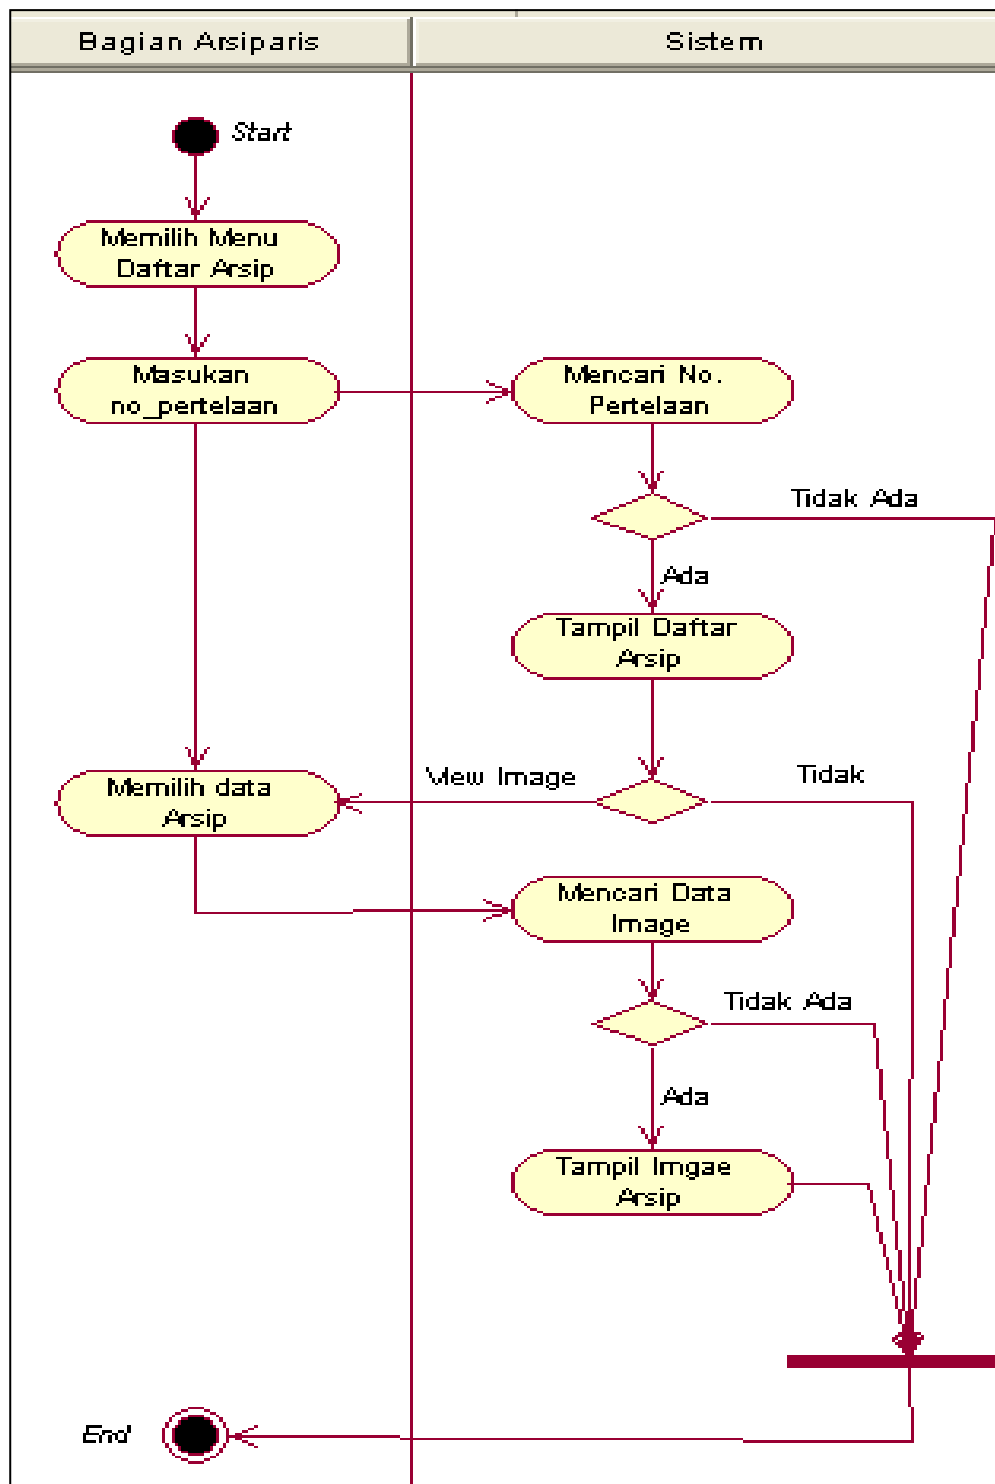 Bagian Arsiparis
Sistem
Start
Memilih Menu
Daftar Arsip
Masukan
no_pertelaan
Mencari No.
Pertelaan
Tidak Ada
Ada
Tampil Daftar
Arsip
View Image
Tidak
Memilih data
Arsip
Mencari Data
Image
Tidak Ada
Ada
Tampil Imgae
Arsip
End